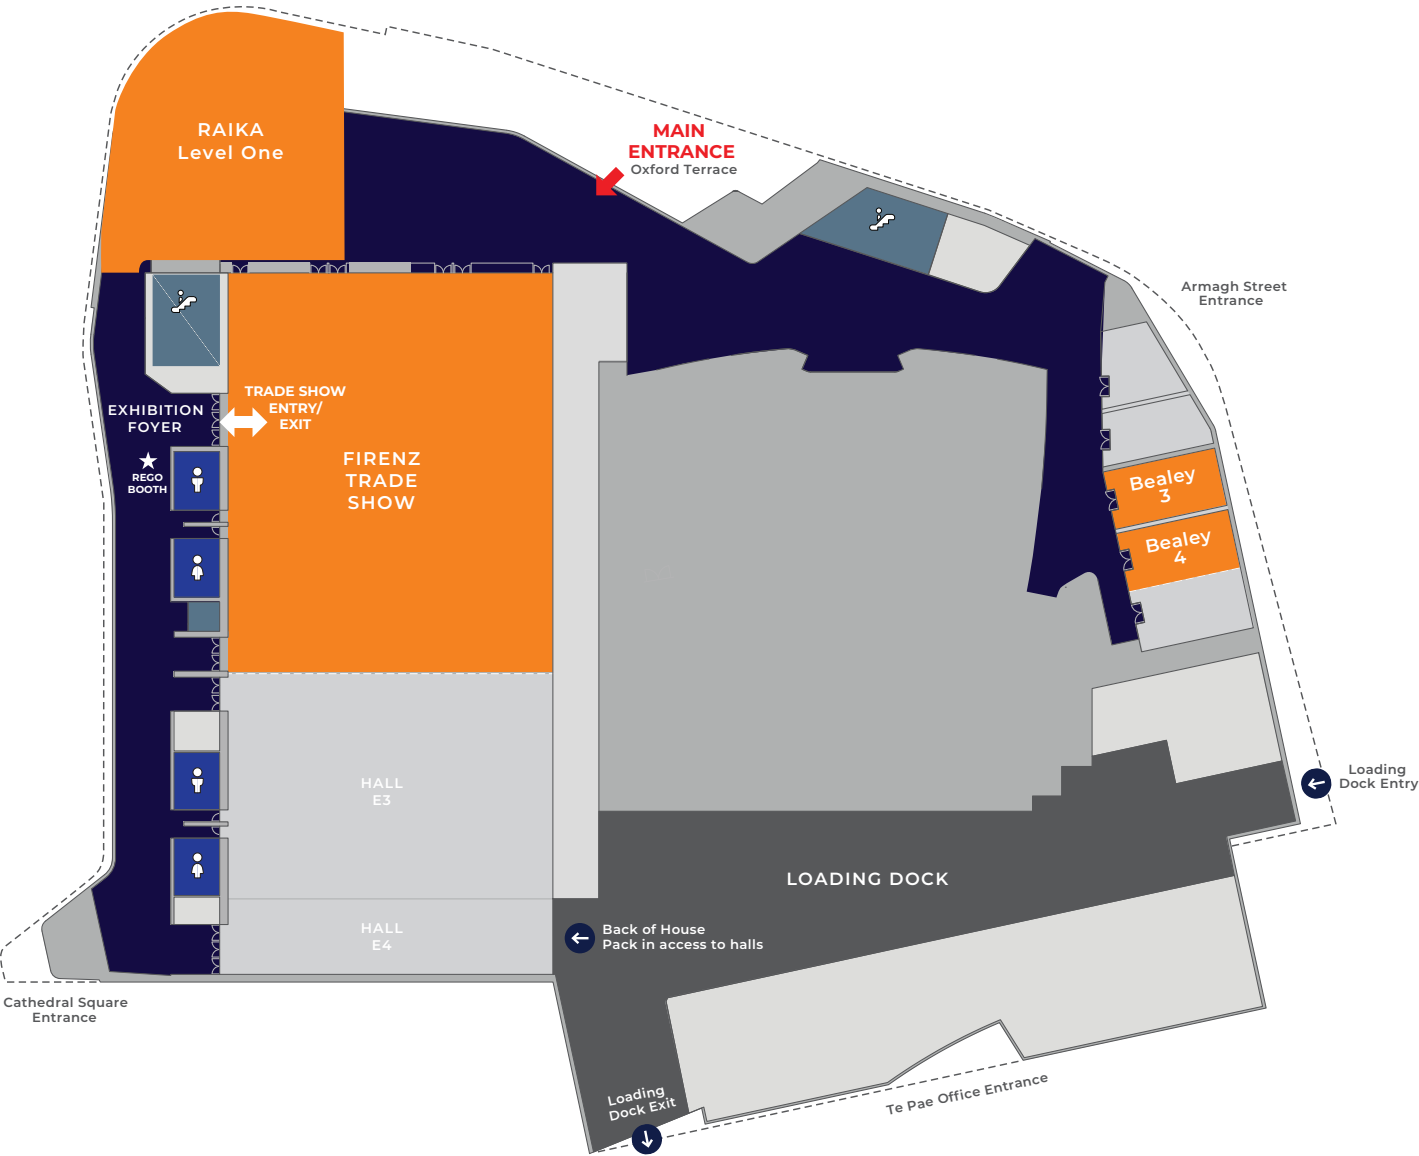 RAIKA
Level One
MAIN
ENTRANCE
Oxford Terrace
Armagh Street
Entrance
TRADE SHOW
ENTRY/
EXIT
EXHIBITION
FOYER
REGO
BOOTH
FIRENZ
TRADE
SHOW
Bealey
3
Bealey
4
HALL
E3
Loading
Dock Entry
LOADING DOCK
HALL
E4
Back of House
Pack in access to halls
Cathedral Square
Entrance
Loading
Dock Exit
Te Pae Office Entrance